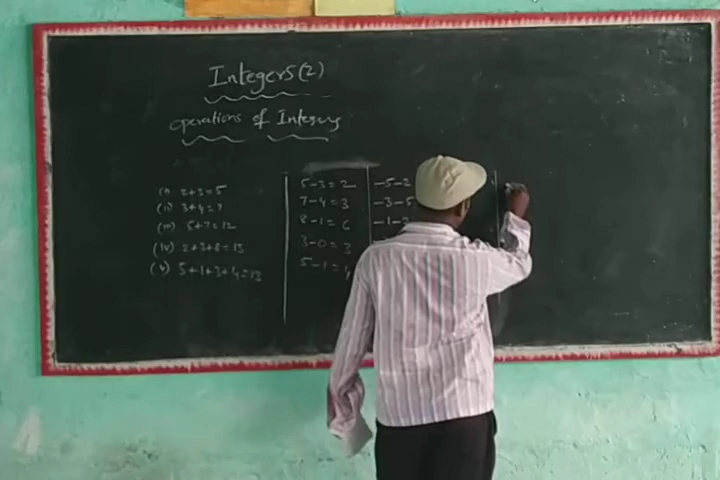 Integers (2)
operations of Integers
(i) 2+3=5
(ii) 3+4=7
(iii) 5+7=12
(iv) 2+3+8=13
(v) 5+1+3+4=13
5-3=2
7-4=3
8-1=6
3-0=3
5-1=4
-5-2
-3-5
-1-2